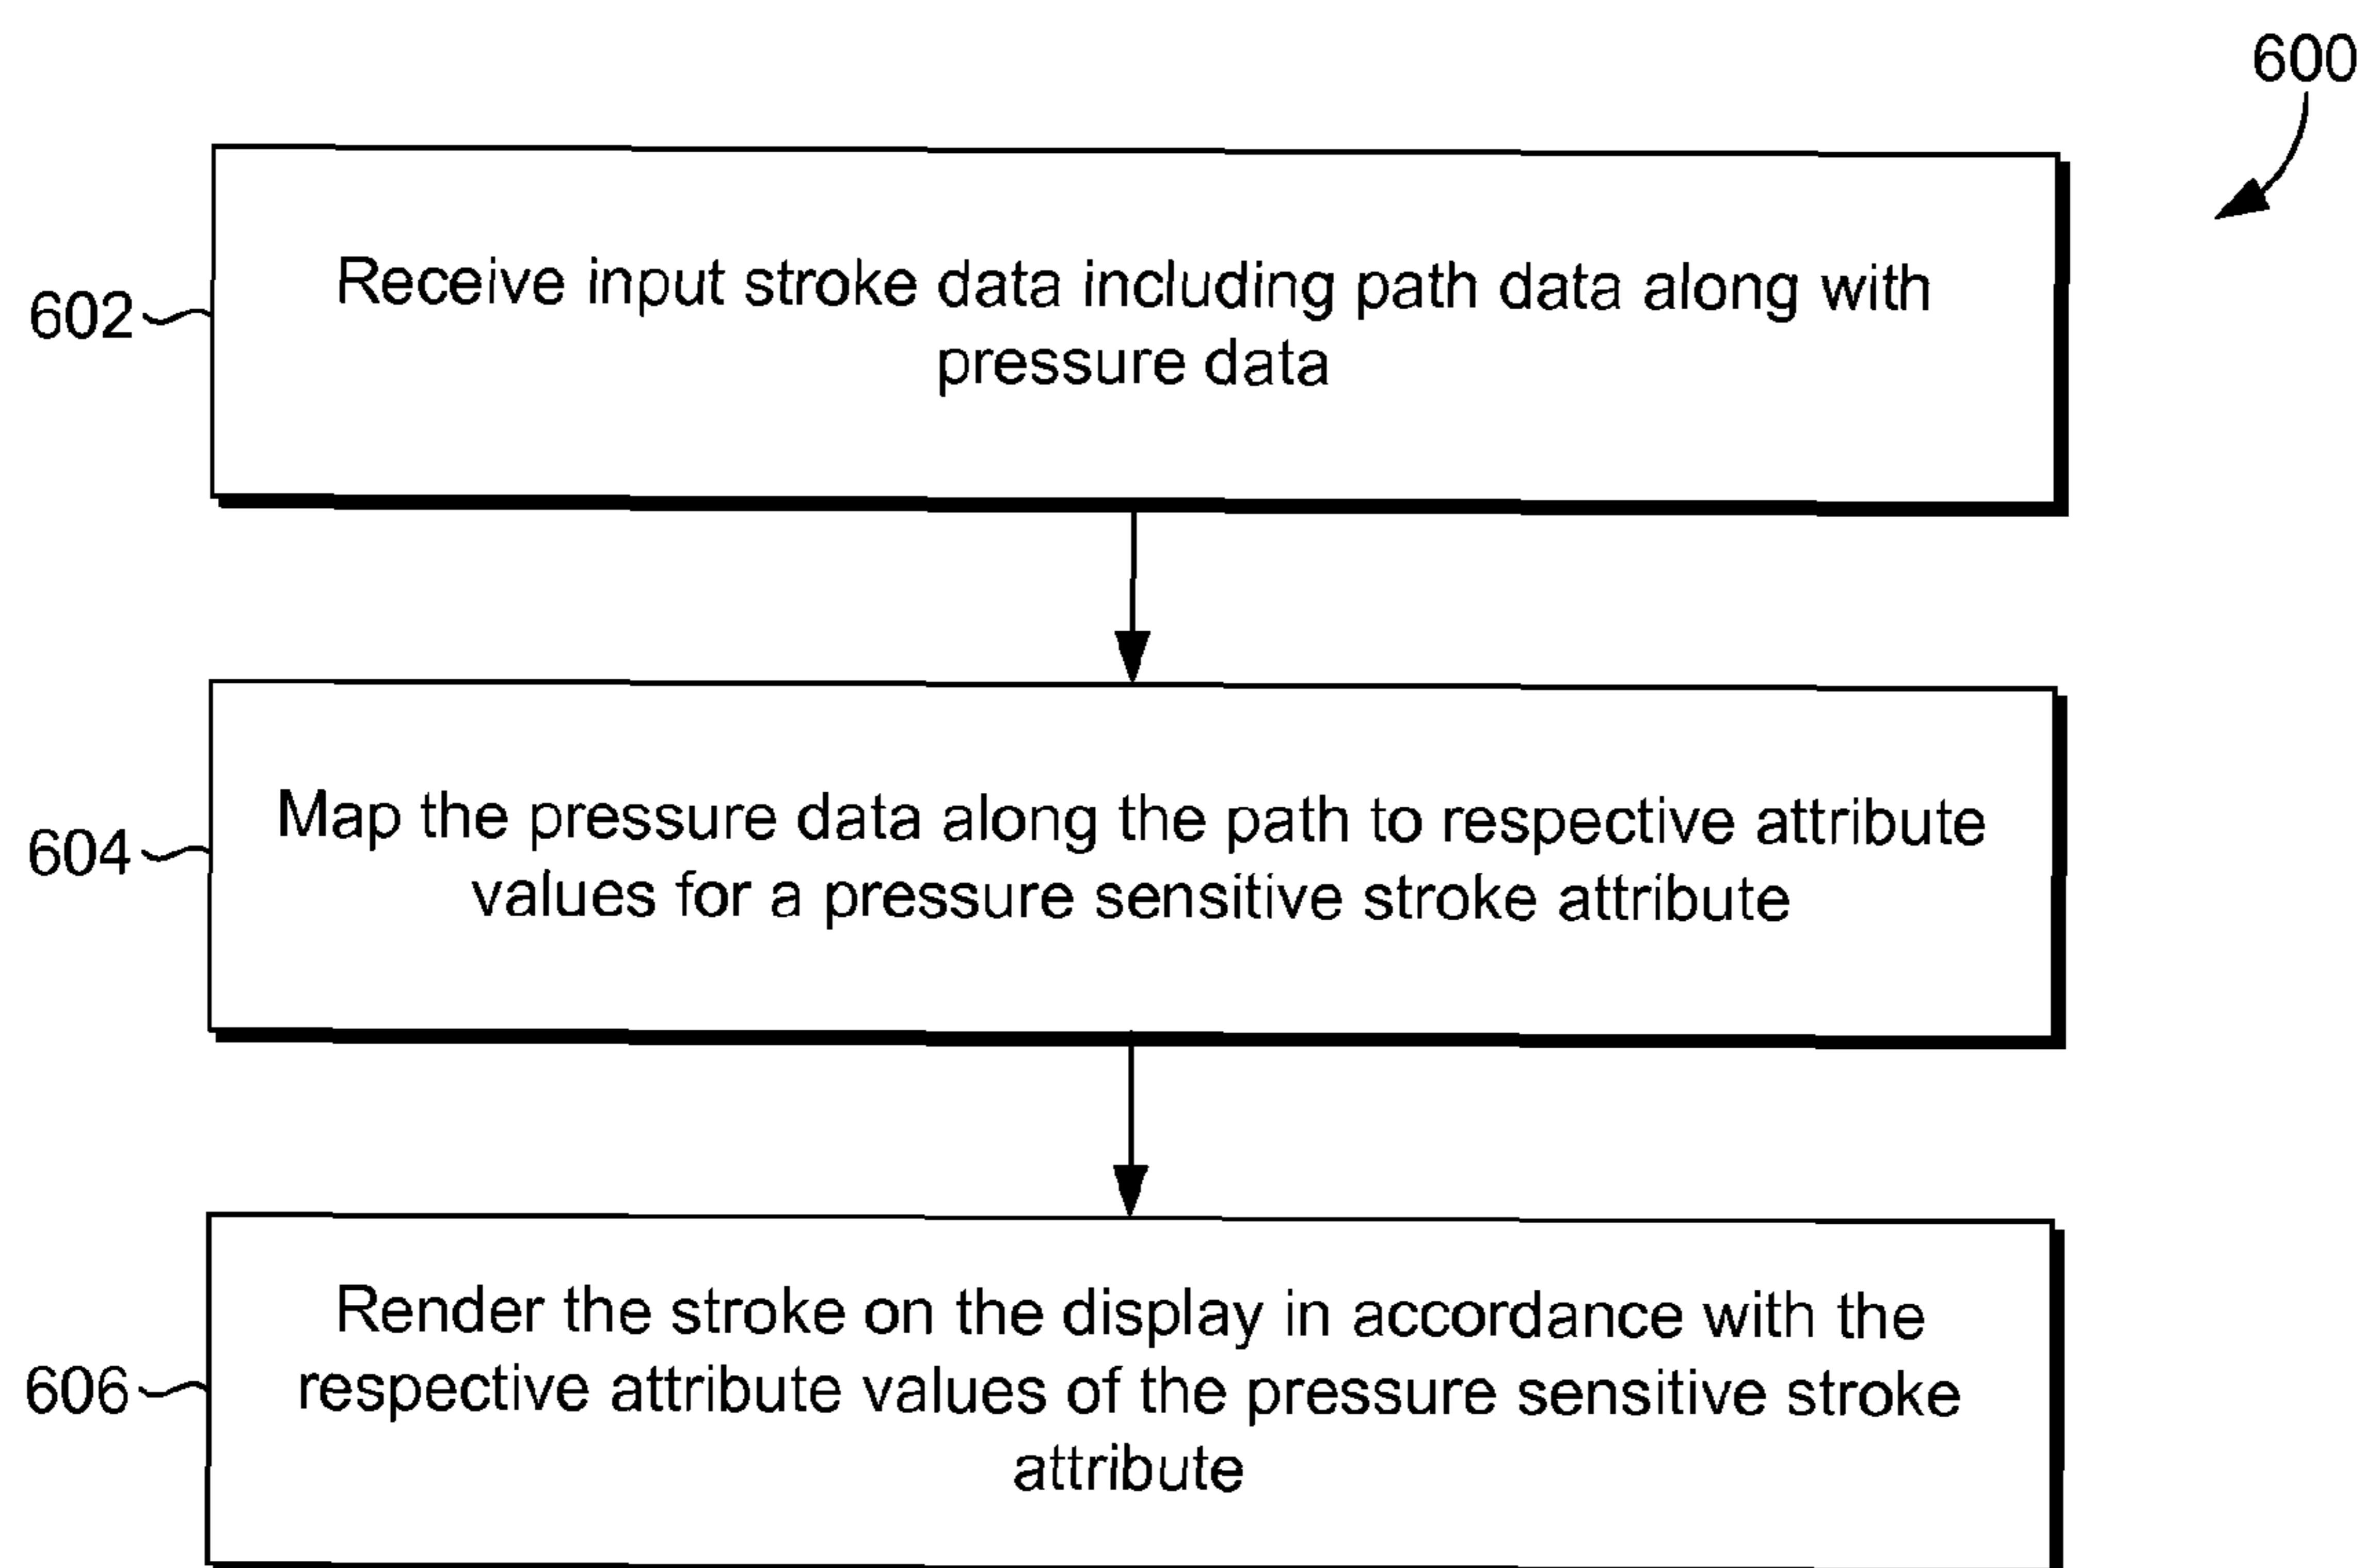 600
602
Receive input stroke data including path data along with
pressure data
604
Map the pressure data along the path to respective attribute
values for a pressure sensitive stroke attribute
606
Render the stroke on the display in accordance with the
respective attribute values of the pressure sensitive stroke
attribute